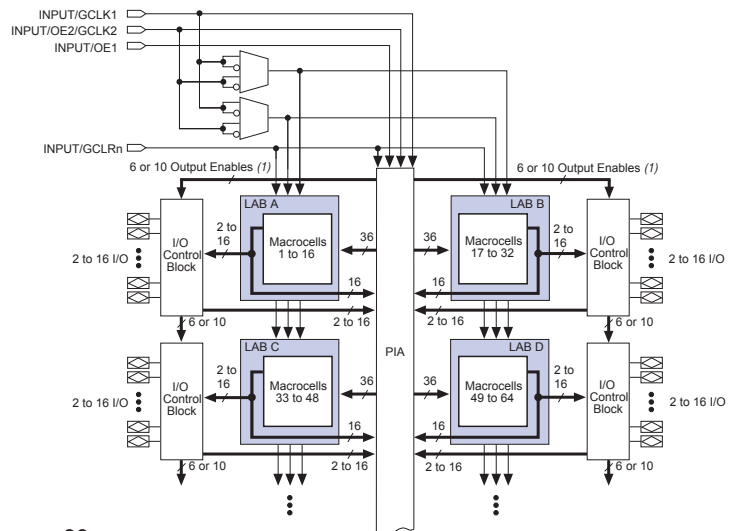 INPUT/GCLK1
INPUT/OE2/GCLK2
INPUT/OE1
INPUT/GCLRn
6 or 10 Output Enables (1)
6 or 10 Output Enables (1)
LAB A
LAB B
I/O
Control
Block
2 to
16
Macrocells
1 to 16
36
36
Macrocells
17 to 32
2 to
16
I/O
Control
Block
2 to 16 I/O
2 to 16 I/O
16
16
6 or 10
2 to 16
2 to 16
6 or 10
LAB C
LAB D
PIA
I/O
Control
Block
2 to
16
Macrocells
33 to 48
36
36
Macrocells
49 to 64
2 to
16
I/O
Control
Block
2 to 16 I/O
2 to 16 I/O
16
16
6 or 10
2 to 16
2 to 16
6 or 10